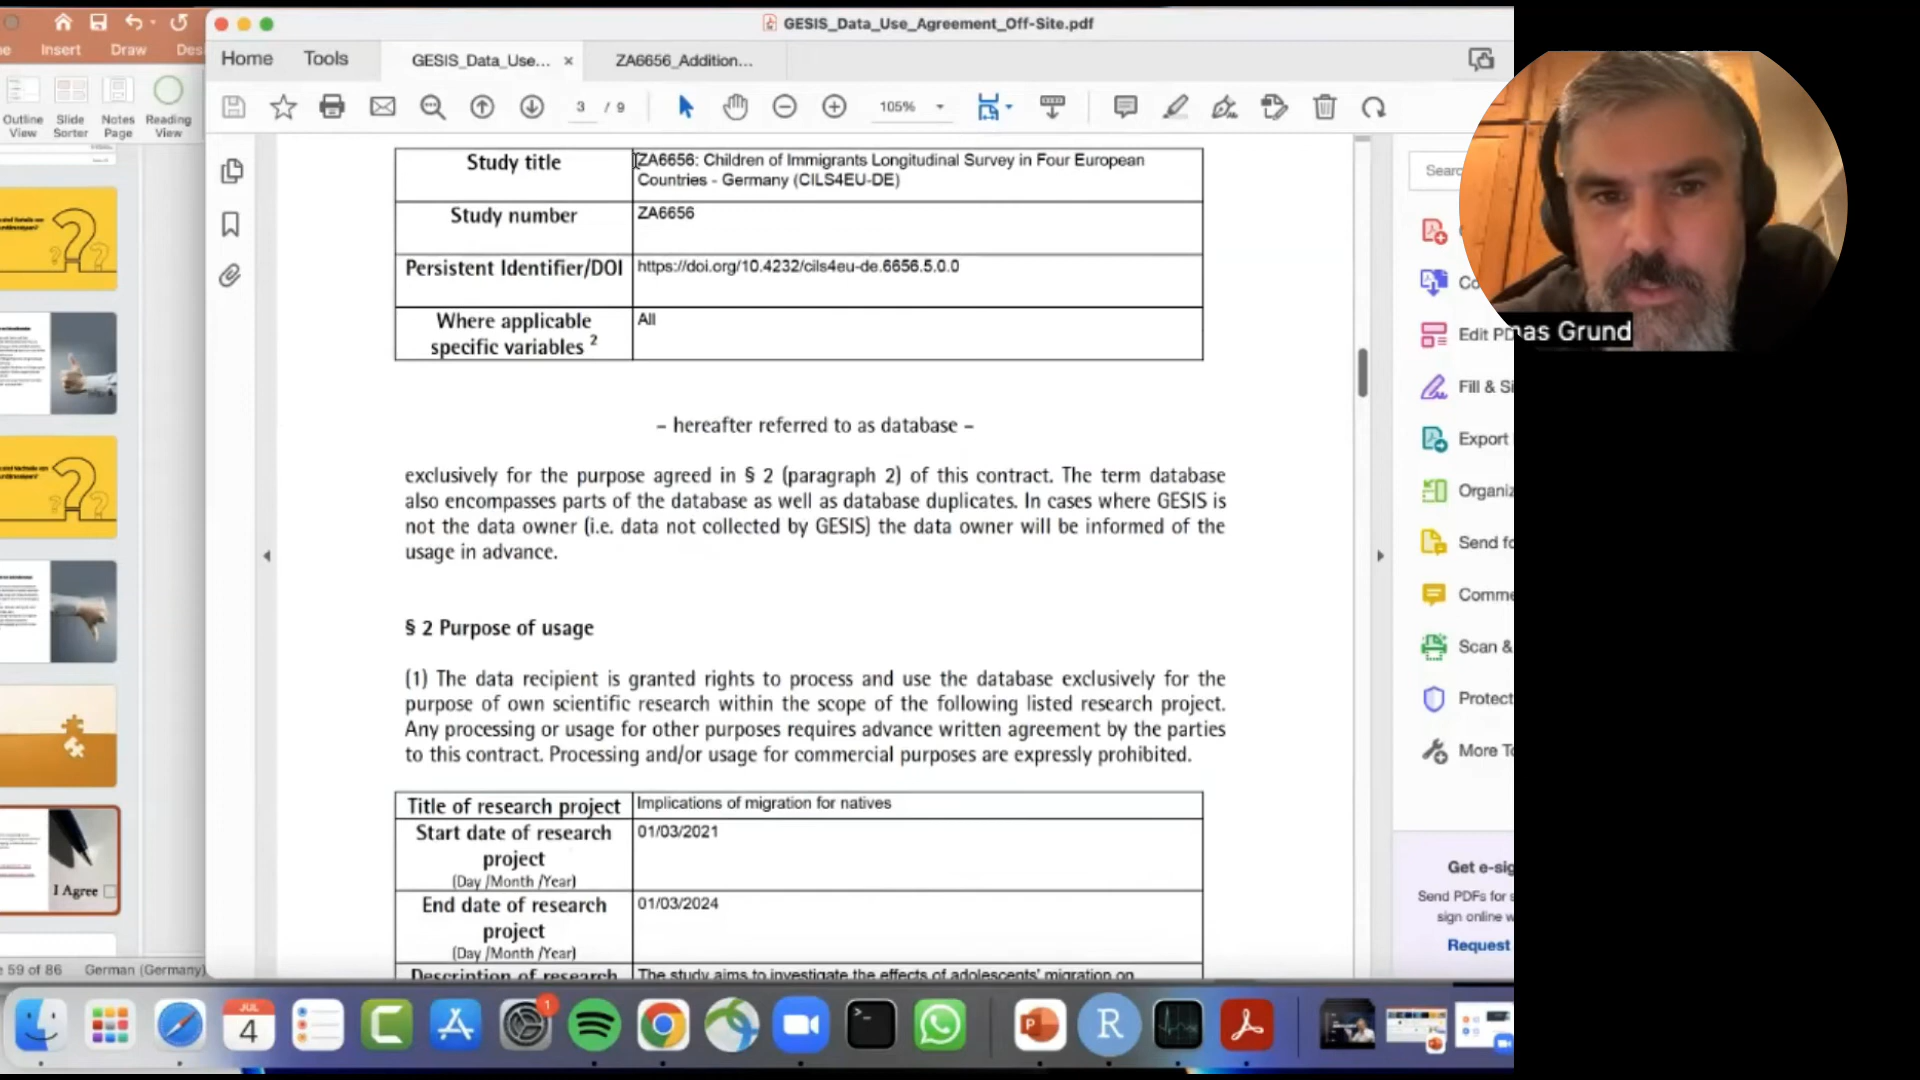 GESIS_Data_Use_Agreement_Off-Site.pdf
Insert
Draw
Home
Tools
GESIS_Data_Use... ×
ZA6656_Addition...
3 / 9
105%
Outline View
Slide Sorter
Notes Page
Reading View
Study title
ZA6656: Children of Immigrants Longitudinal Survey in Four European
Countries - Germany (CILS4EU-DE)
Study number
ZA6656
Persistent Identifier/DOI
https://doi.org/10.4232/cils4eu-de.6656.5.0.0
Where applicable
specific variables 2
All
– hereafter referred to as database –
exclusively for the purpose agreed in § 2 (paragraph 2) of this contract. The term database
also encompasses parts of the database as well as database duplicates. In cases where GESIS is
not the data owner (i.e. data not collected by GESIS) the data owner will be informed of the
usage in advance.
§ 2 Purpose of usage
(1) The data recipient is granted rights to process and use the database exclusively for the
purpose of own scientific research within the scope of the following listed research project.
Any processing or usage for other purposes requires advance written agreement by the parties
to this contract. Processing and/or usage for commercial purposes are expressly prohibited.
Title of research project
Implications of migration for natives
Start date of research
project
(Day /Month /Year)
01/03/2021
End date of research
project
(Day /Month /Year)
01/03/2024
Description of research
The study aims to investigate the effects of adolescents' migration on
Sear
Co
Edit PD
Fill & Si
Export
Organiz
Send fo
Comme
Scan &
Protect
More To
Get e-sig
Send PDFs for s
sign online w
Request
nas Grund
I Agree
59 of 86
German (Germany)
JUL
4
1